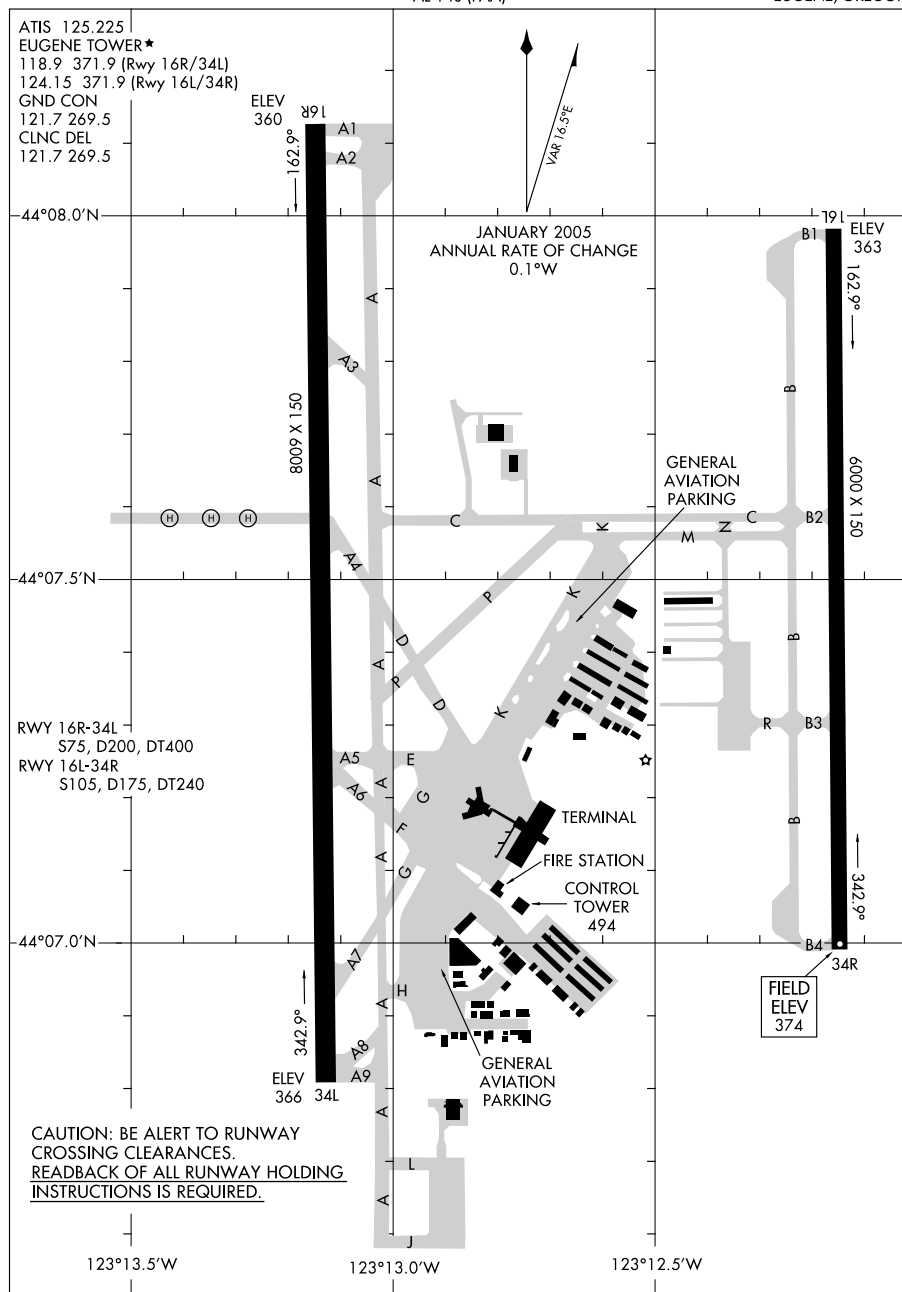 AL-148 (FAA)
EUGENE, OREGON
ATIS 125.225
EUGENE TOWER★
118.9 371.9 (Rwy 16R/34L)
124.15 371.9 (Rwy 16L/34R)
GND CON
121.7 269.5
CLNC DEL
121.7 269.5
ELEV
360
16R
A1
A2
162.9°
VAR 16.5°E
44°08.0'N
JANUARY 2005
ANNUAL RATE OF CHANGE
0.1°W
16L
B1
ELEV
363
162.9°
A
A3
8009 X 150
A
B
GENERAL
AVIATION
PARKING
6000 X 150
H
H
H
C
K
N
C
B2
M
44°07.5'N
A4
P
K
D
A
B
P
D
K
RWY 16R-34L
S75, D200, DT400
RWY 16L-34R
S105, D175, DT240
A5
E
R
B3
A
A6
G
F
TERMINAL
B
A
G
FIRE STATION
CONTROL
TOWER
494
342.9°
44°07.0'N
B4
34R
A7
H
A
FIELD
ELEV
374
342.9°
A8
A9
ELEV
366
34L
GENERAL
AVIATION
PARKING
A
CAUTION: BE ALERT TO RUNWAY
CROSSING CLEARANCES.
READBACK OF ALL RUNWAY HOLDING
INSTRUCTIONS IS REQUIRED.
L
A
J
123°13.5'W
123°13.0'W
123°12.5'W